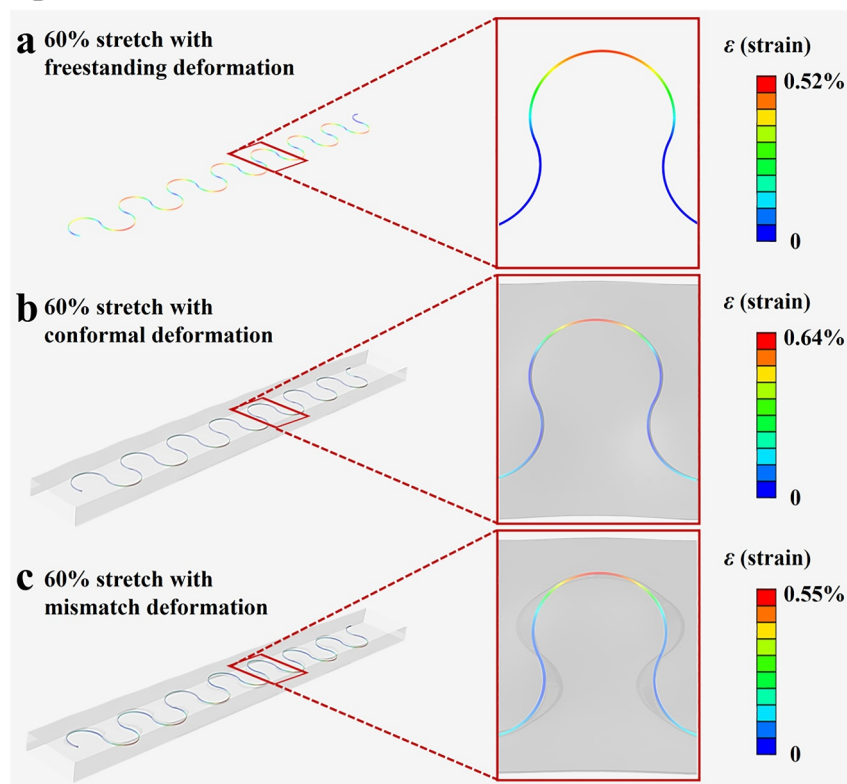 a 60% stretch with
freestanding deformation
ε (strain)
0.52%
0
b 60% stretch with
conformal deformation
ε (strain)
0.64%
0
c 60% stretch with
mismatch deformation
ε (strain)
0.55%
0